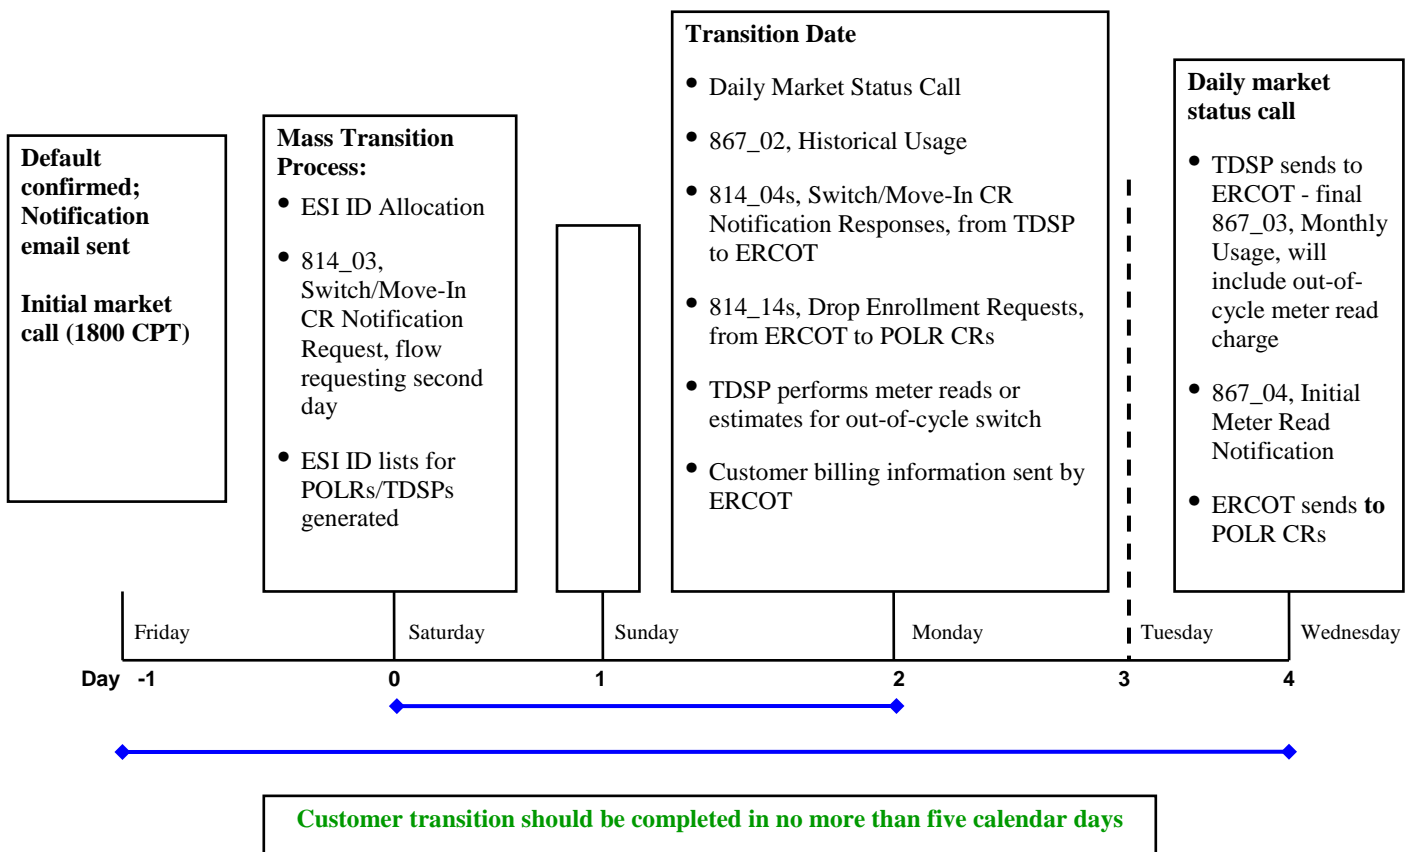 Default
confirmed;
Notification
email sent
Initial market
call (1800 CPT)
Mass Transition
Process:
• ESI ID Allocation
• 814_03,
Switch/Move-In
CR Notification
Request, flow
requesting second
day
• ESI ID lists for
POLRs/TDSPs
generated
Transition Date
• Daily Market Status Call
• 867_02, Historical Usage
• 814_04s, Switch/Move-In CR
Notification Responses, from TDSP
to ERCOT
• 814_14s, Drop Enrollment Requests,
from ERCOT to POLR CRs
• TDSP performs meter reads or
estimates for out-of-cycle switch
• Customer billing information sent by
ERCOT
Daily market
status call
• TDSP sends to
ERCOT - final
867_03, Monthly
Usage, will
include out-of-
cycle meter read
charge
• 867_04, Initial
Meter Read
Notification
• ERCOT sends to
POLR CRs
Friday
Saturday
Sunday
Monday
Tuesday
Wednesday
Day -1
0
1
2
3
4
Customer transition should be completed in no more than five calendar days